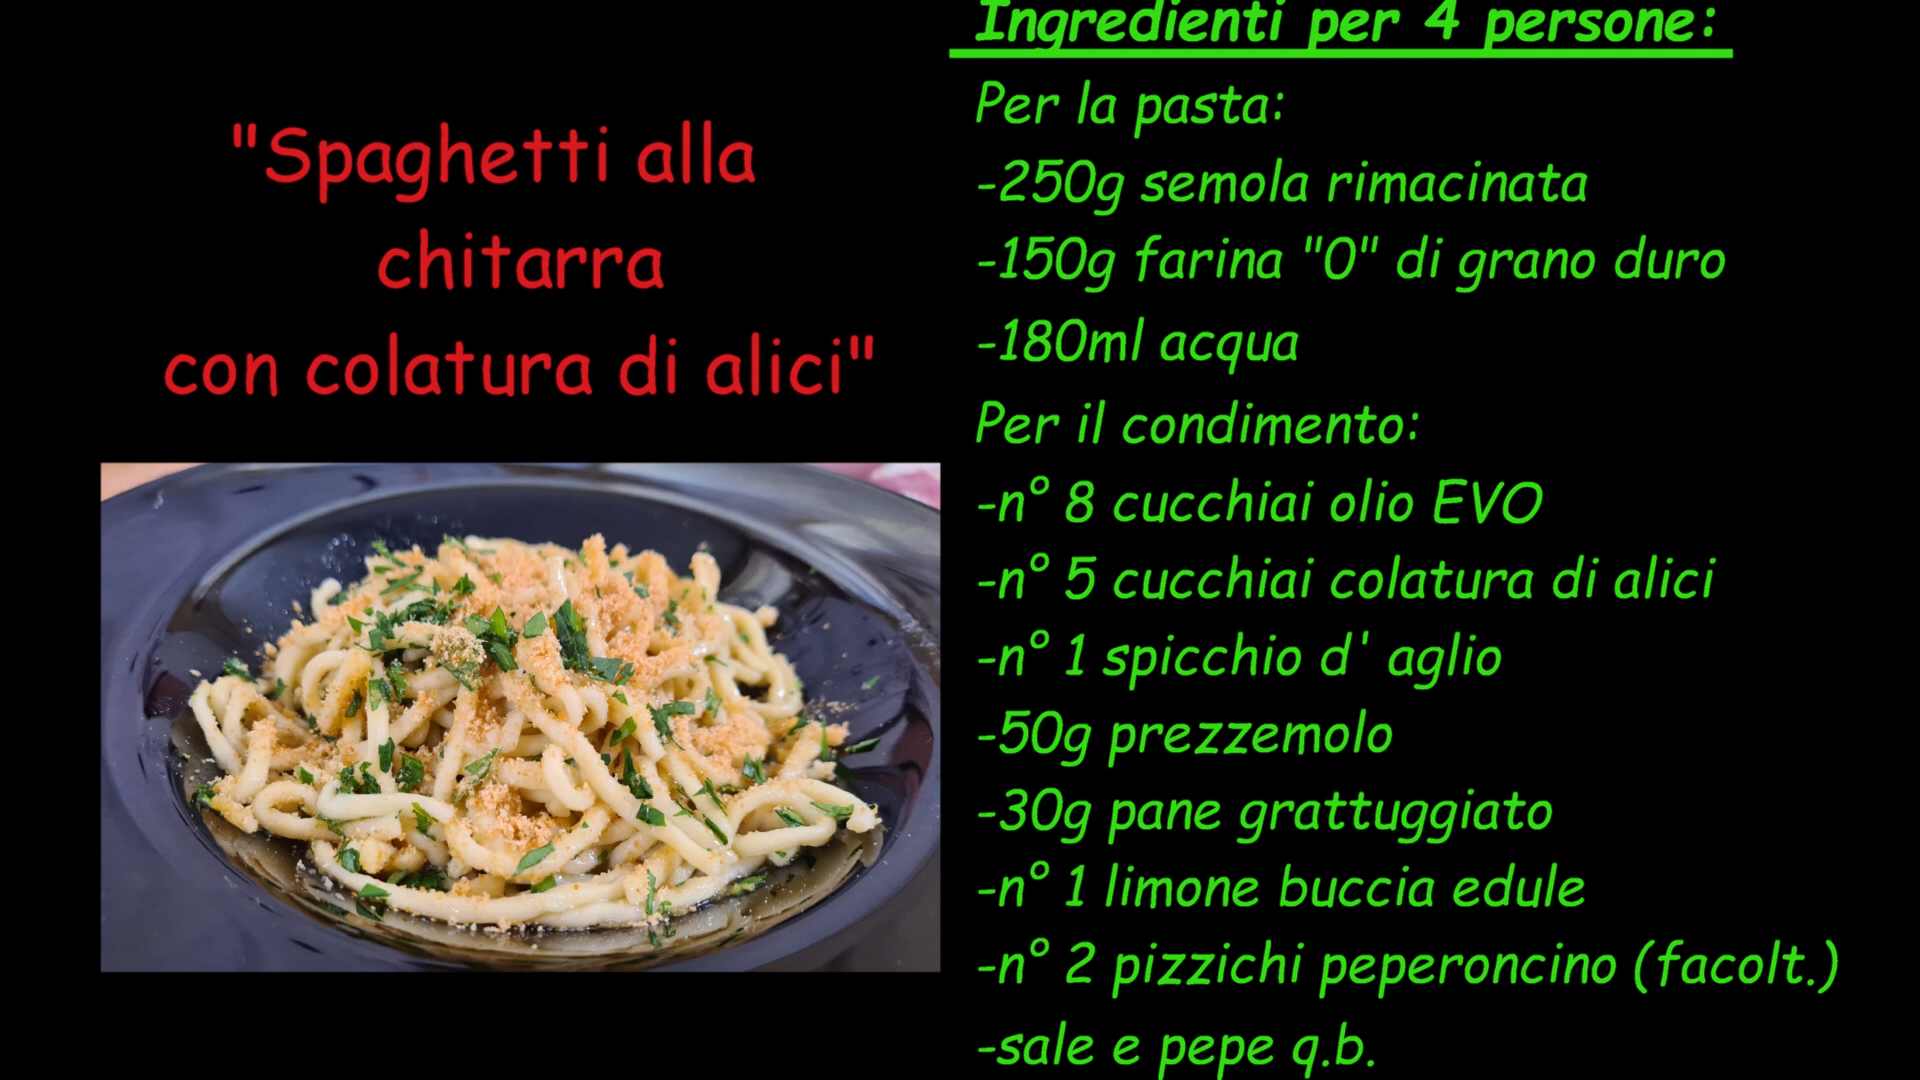 "Spaghetti alla
chitarra
con colatura di alici"
Ingredienti per 4 persone:
Per la pasta:
-250g semola rimacinata
-150g farina "0" di grano duro
-180ml acqua
Per il condimento:
-n° 8 cucchiai olio EVO
-n° 5 cucchiai colatura di alici
-n° 1 spicchio d' aglio
-50g prezzemolo
-30g pane grattuggiato
-n° 1 limone buccia edule
-n° 2 pizzichi peperoncino (facolt.)
-sale e pepe q.b.